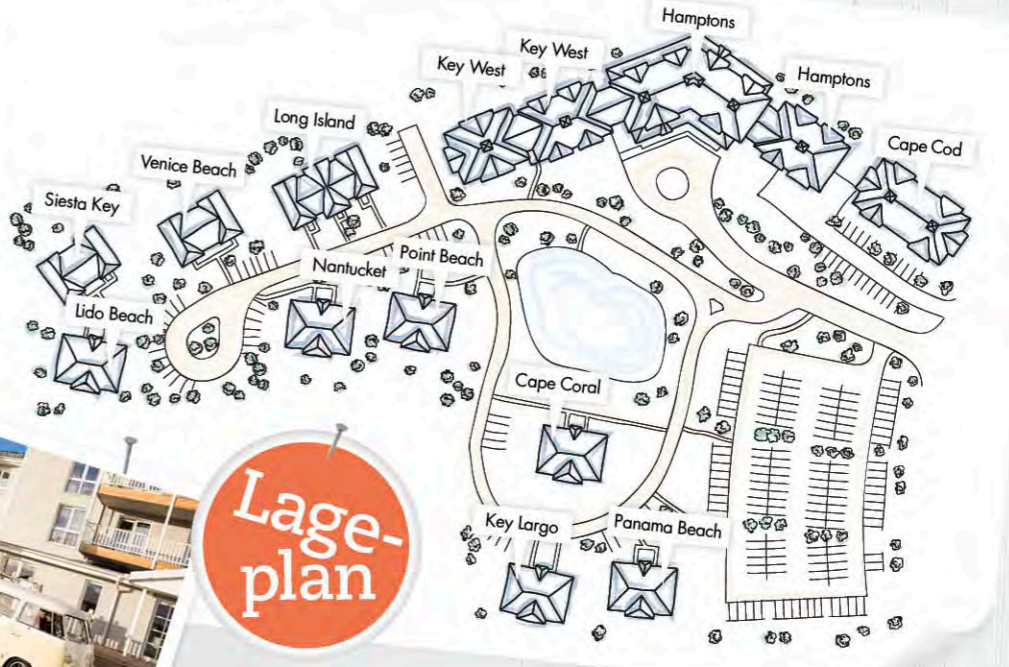 Hamptons
Key West
Key West
Hamptons
Long Island
Cape Cod
Venice Beach
Siesta Key
Point Beach
Nantucket
Lido Beach
Cape Coral
Lage-
plan
Key Largo
Panama Beach